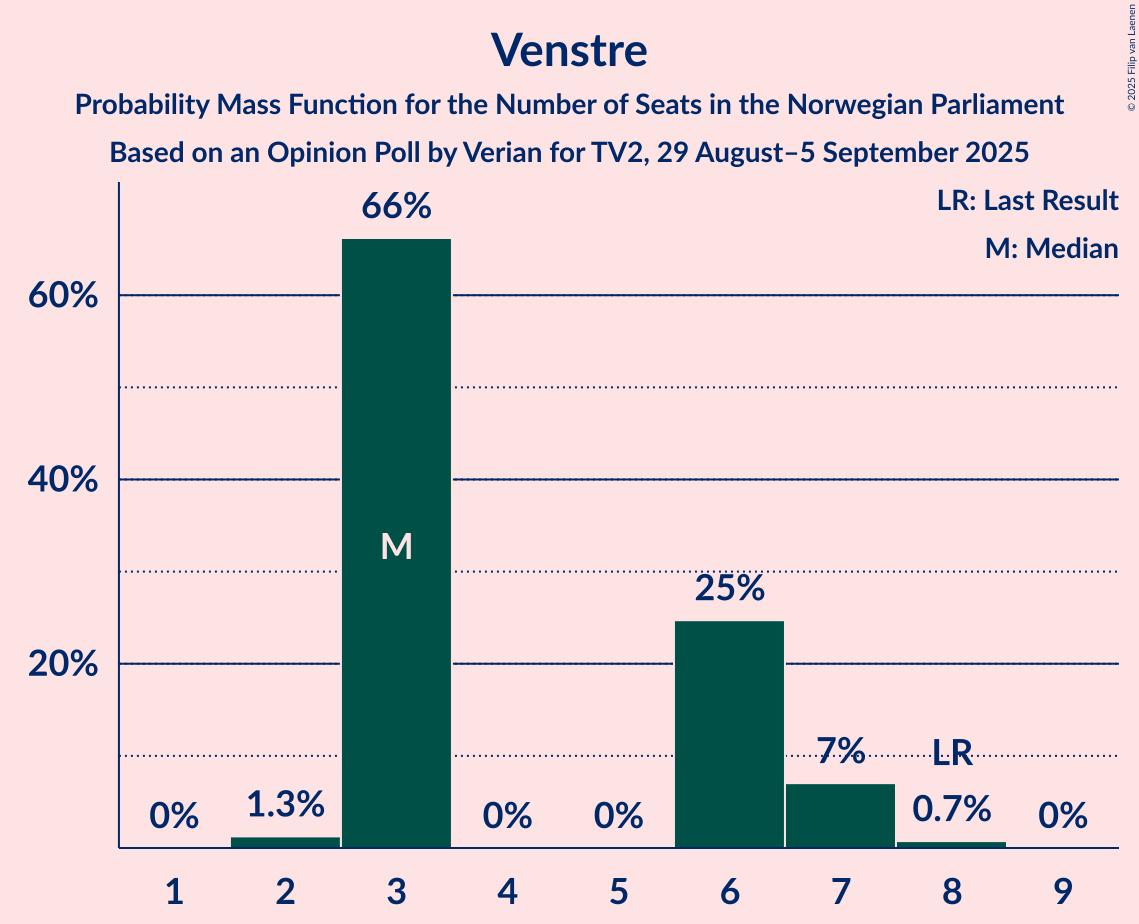 Venstre
Probability Mass Function for the Number of Seats in the Norwegian Parliament
Based on an Opinion Poll by Verian for TV2, 29 August–5 September 2025
© 2025 Filip van Laenen
LR: Last Result
M: Median
66%
60%
40%
M
25%
20%
7%
LR
0%
1.3%
0%
0%
0.7%
0%
1 2 3 4 5 6 7 8 9